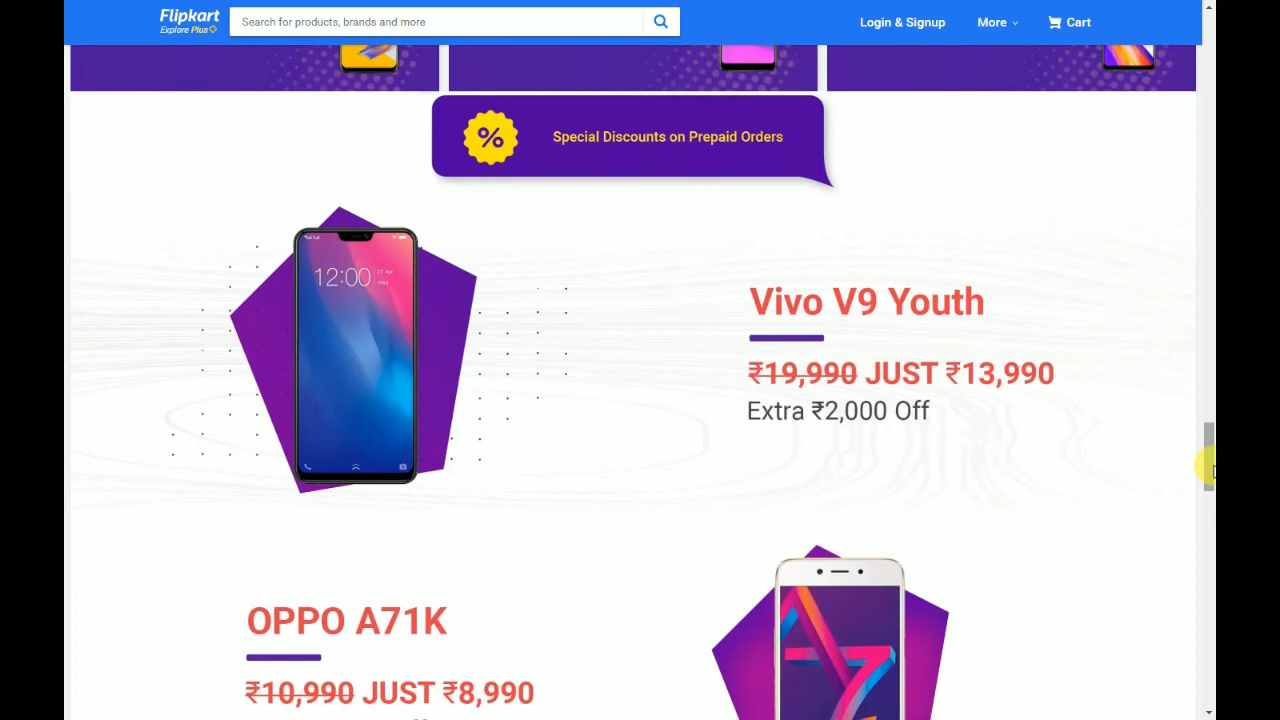 Flipkart
Explore Plus
Search for products, brands and more
Login & Signup
More
Cart
%
Special Discounts on Prepaid Orders
12:00
Vivo V9 Youth
₹19,990 JUST ₹13,990
Extra ₹2,000 Off
OPPO A71K
₹10,990 JUST ₹8,990